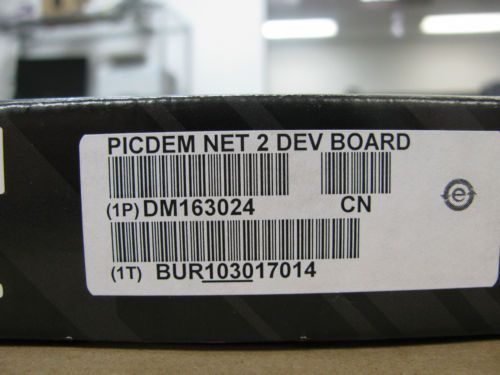 PICDEM NET 2 DEV BOARD
(1P) DM163024 CN
(1T) BUR103017014
e